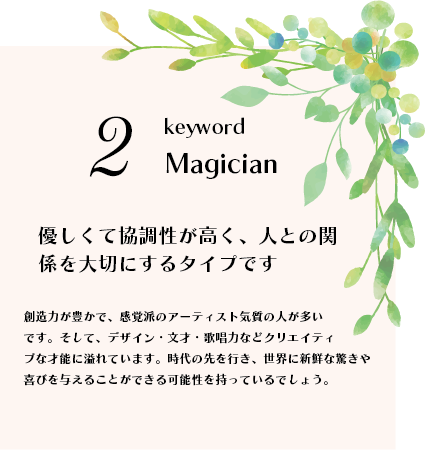 2
keyword
Magician
優しくて協調性が高く、人との関
係を大切にするタイプです
創造力が豊かで、感覚派のアーティスト気質の人が多い
です。そして、デザイン・文才・歌唱力などクリエイティ
ブな才能に溢れています。時代の先を行き、世界に新鮮な驚きや
喜びを与えることができる可能性を持っているでしょう。